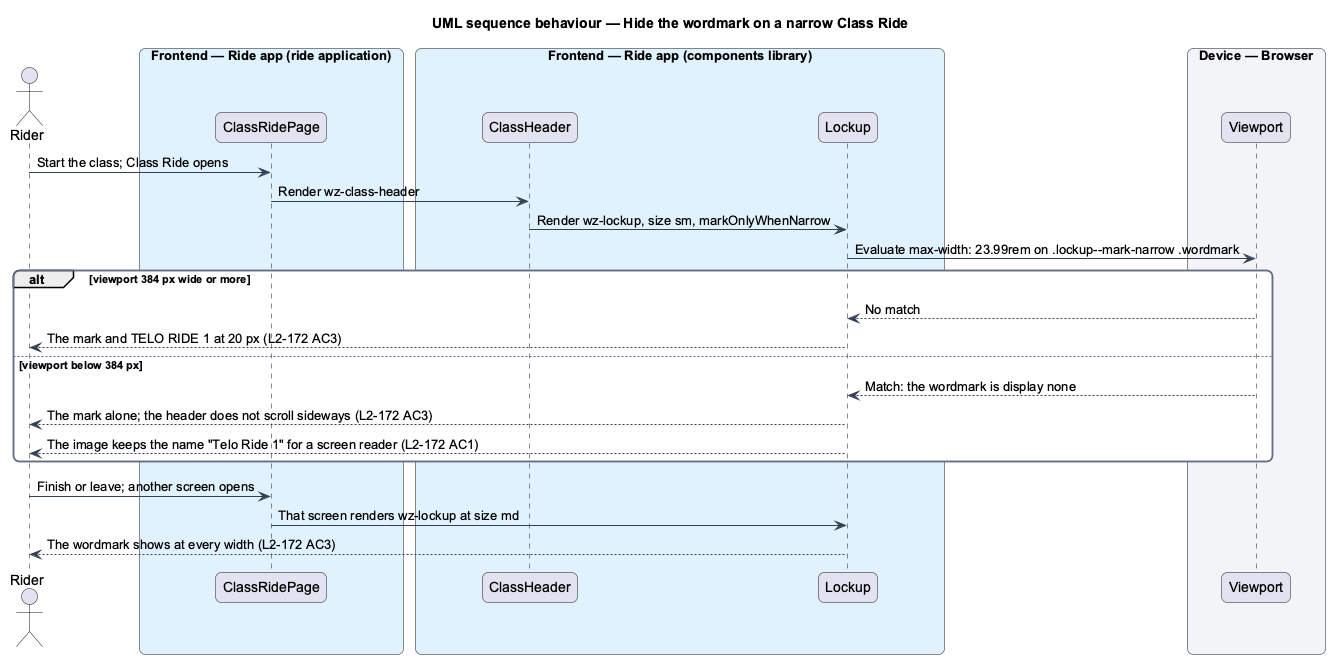 UML sequence behaviour — Hide the wordmark on a narrow Class Ride
Frontend — Ride app (ride application)
Frontend — Ride app (components library)
Device — Browser
Rider
ClassRidePage
ClassHeader
Lockup
Viewport
Start the class; Class Ride opens
Render wz-class-header
Render wz-lockup, size sm, markOnlyWhenNarrow
Evaluate max-width: 23.99rem on .lockup--mark-narrow .wordmark
alt
[viewport 384 px wide or more]
No match
The mark and TELO RIDE 1 at 20 px (L2-172 AC3)
[viewport below 384 px]
Match: the wordmark is display none
The mark alone; the header does not scroll sideways (L2-172 AC3)
The image keeps the name "Telo Ride 1" for a screen reader (L2-172 AC1)
Finish or leave; another screen opens
That screen renders wz-lockup at size md
The wordmark shows at every width (L2-172 AC3)
Rider
ClassRidePage
ClassHeader
Lockup
Viewport